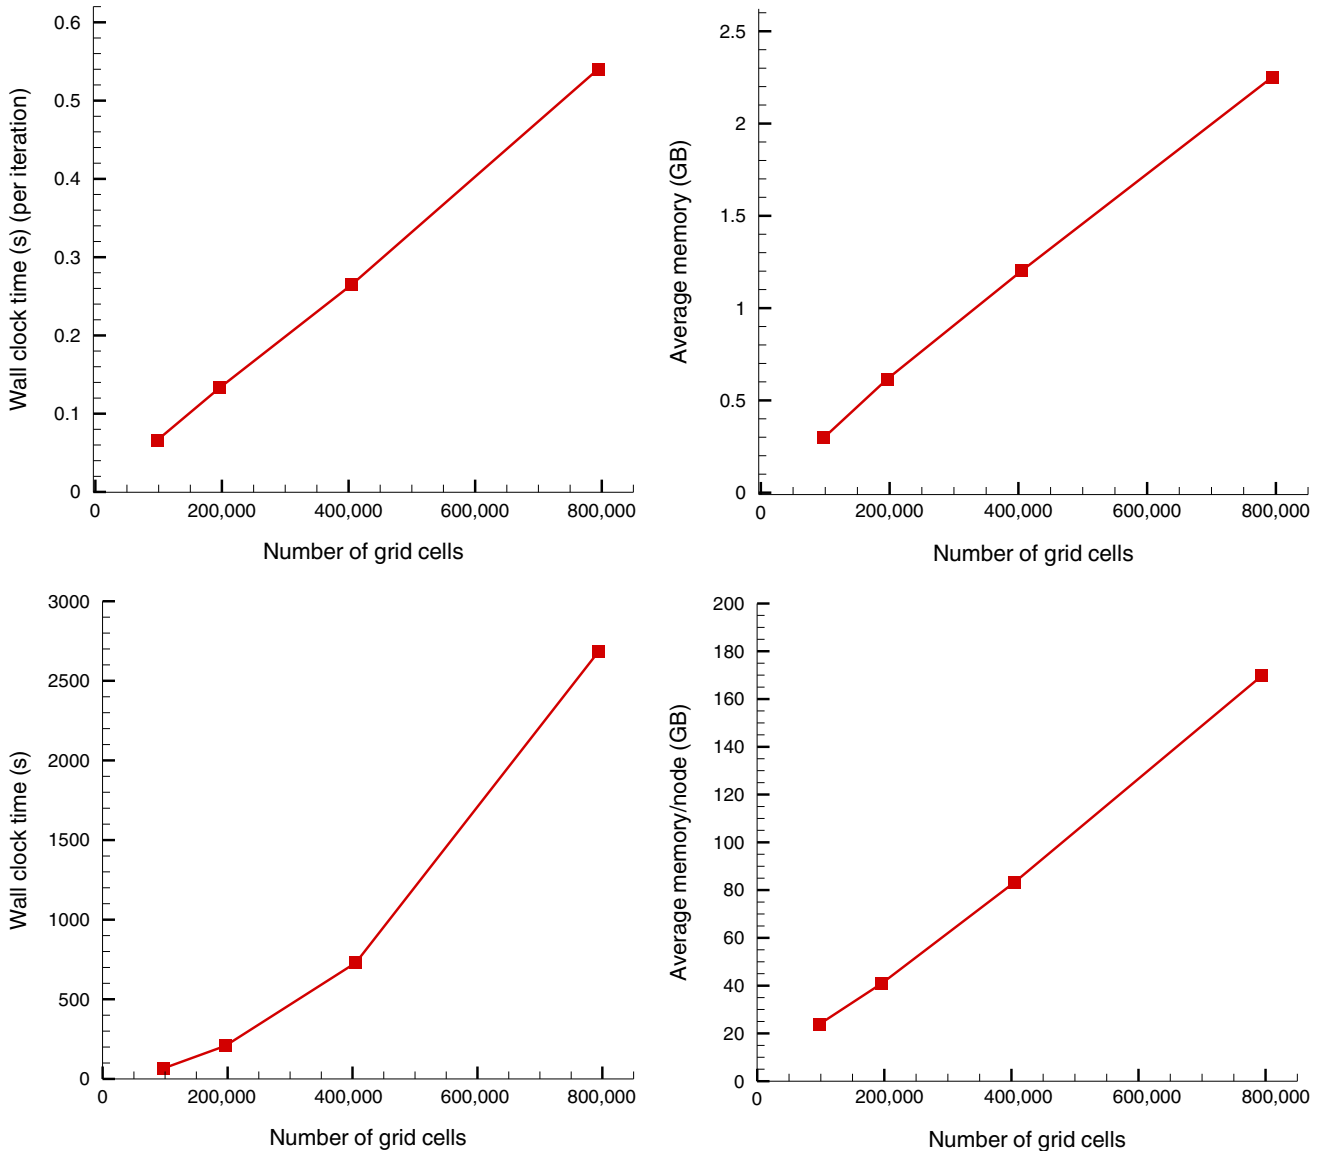 0.6
0.5
0.4
0.3
0.2
0.1
0
Wall clock time (s) (per iteration)
0 200,000 400,000 600,000 800,000
Number of grid cells
2.5
2
1.5
1
0.5
0
Average memory (GB)
0 200,000 400,000 600,000 800,000
Number of grid cells
3000
2500
2000
1500
1000
500
0
Wall clock time (s)
0 200,000 400,000 600,000 800,000
Number of grid cells
200
180
160
140
120
100
80
60
40
20
0
Average memory/node (GB)
0 200,000 400,000 600,000 800,000
Number of grid cells